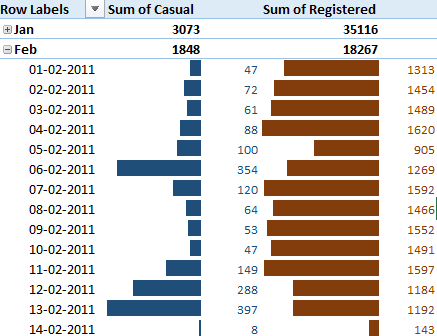 Row Labels Sum of Casual Sum of Registered
Jan 3073 35116
Feb 1848 18267
01-02-2011 47 1313
02-02-2011 72 1454
03-02-2011 61 1489
04-02-2011 88 1620
05-02-2011 100 905
06-02-2011 354 1269
07-02-2011 120 1592
08-02-2011 64 1466
09-02-2011 53 1552
10-02-2011 47 1491
11-02-2011 149 1597
12-02-2011 288 1184
13-02-2011 397 1192
14-02-2011 8 143